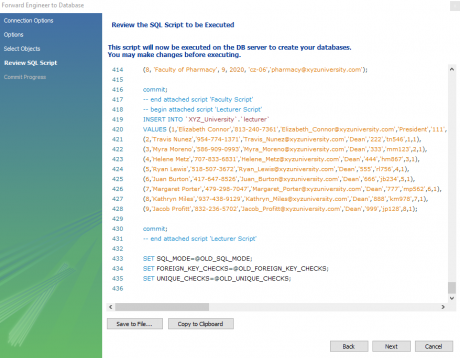 Forward Engineer to Database
Connection Options
Options
Select Objects
Review SQL Script
Commit Progress
Review the SQL Script to be Executed
This script will now be executed on the DB server to create your databases.
You may make changes before executing.
414 (8, 'Faculty of Pharmacy', 9, 2020, 'cz-06','pharmacy@xyzuniversity.com');
415
416 commit;
417 -- end attached script 'Faculty Script'
418 -- begin attached script 'Lecturer Script'
419 INSERT INTO `XYZ_University`.`lecturer`
420 VALUES (1,'Elizabeth Connor','813-240-7361','Elizabeth_Connor@xyzuniversity.com','President','111',
421 (2,'Travis Nunez','954-774-1371','Travis_Nunez@xyzuniversity.com','Dean','222','tn546',1,1),
422 (3,'Myra Moreno','586-909-0993','Myra_Moreno@xyzuniversity.com','Dean','333','mm123',2,1),
423 (4,'Helene Metz','707-833-6831','Helene_Metz@xyzuniversity.com','Dean','444','hm867',3,1),
424 (5,'Ryan Lewis','518-507-3672','Ryan_Lewis@xyzuniversity.com','Dean','555','rl756',4,1),
425 (6,'Juan Burton','417-647-8526','Juan_Burton@xyzuniversity.com','Dean','666','jb234',5,1),
426 (7,'Margaret Porter','479-296-7047','Margaret_Porter@xyzuniversity.com','Dean','777','mp562',6,1),
427 (8,'Kathryn Miles','937-438-9129','Kathryn_Miles@xyzuniversity.com','Dean','888','km978',7,1),
428 (9,'Jacob Profitt','832-236-5702','Jacob_Profitt@xyzuniversity.com','Dean','999','jp128',8,1);
429
430 commit;
431 -- end attached script 'Lecturer Script'
432
433 SET SQL_MODE=@OLD_SQL_MODE;
434 SET FOREIGN_KEY_CHECKS=@OLD_FOREIGN_KEY_CHECKS;
435 SET UNIQUE_CHECKS=@OLD_UNIQUE_CHECKS;
436
Save to File... Copy to Clipboard
Back Next Cancel